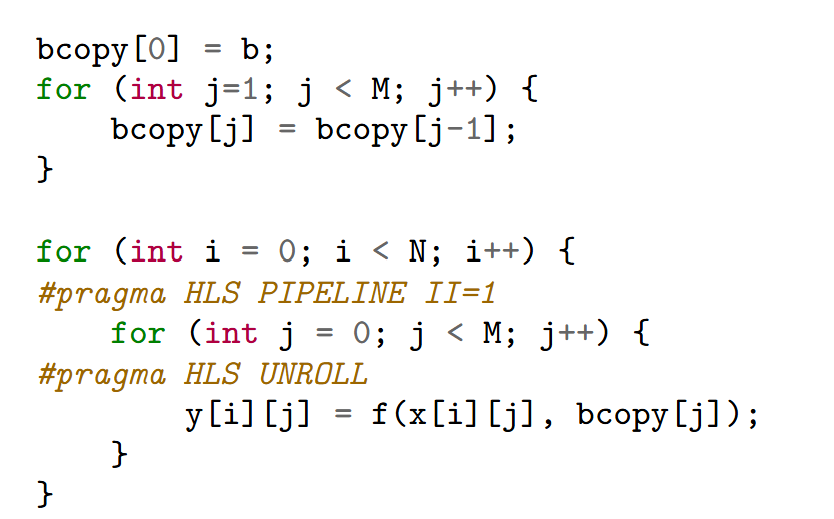 bcopy[0] = b;
for (int j=1; j < M; j++) {
    bcopy[j] = bcopy[j-1];
}

for (int i = 0; i < N; i++) {
#pragma HLS PIPELINE II=1
    for (int j = 0; j < M; j++) {
#pragma HLS UNROLL
        y[i][j] = f(x[i][j], bcopy[j]);
    }
}